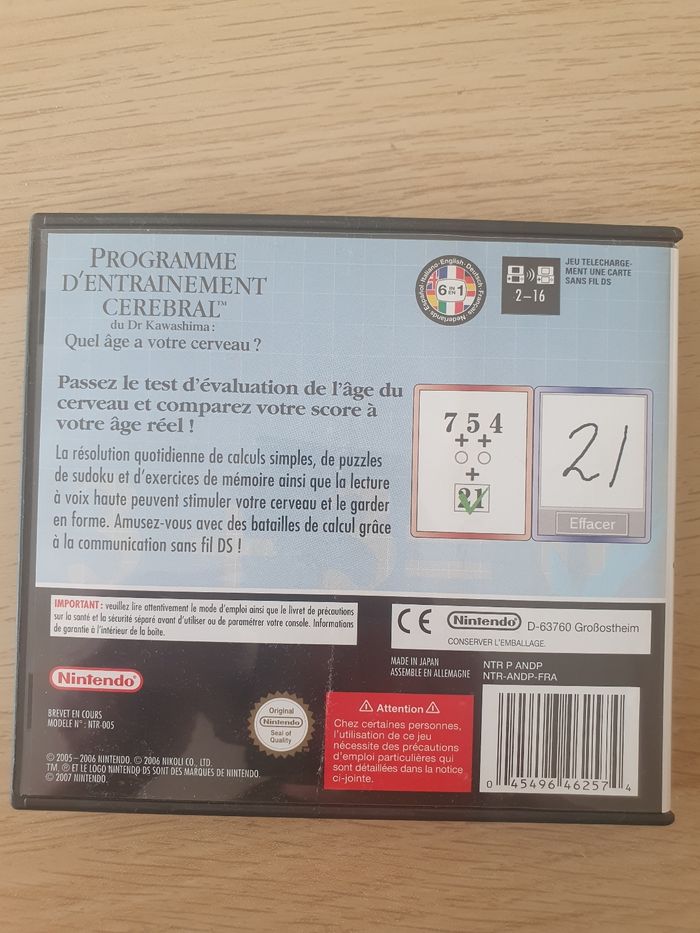 PROGRAMME
D'ENTRAINEMENT
CEREBRAL™
du Dr Kawashima :
Quel âge a votre cerveau ?
6 IN EN 1
Italiano • English • Deutsch • Français • Nederlands • Español
2–16
JEU TELECHARGE-
MENT UNE CARTE
SANS FIL DS
Passez le test d'évaluation de l'âge du
cerveau et comparez votre score à
votre âge réel !
La résolution quotidienne de calculs simples, de puzzles
de sudoku et d'exercices de mémoire ainsi que la lecture
à voix haute peuvent stimuler votre cerveau et le garder
en forme. Amusez-vous avec des batailles de calcul grâce
à la communication sans fil DS !
7 5 4
+ +
+
21
21
Effacer
IMPORTANT : veuillez lire attentivement le mode d'emploi ainsi que le livret de précautions
sur la santé et la sécurité séparé avant d'utiliser ou de paramétrer votre console. Informations
de garantie à l'intérieur de la boîte.
CE Nintendo® D-63760 Großostheim
CONSERVER L'EMBALLAGE.
MADE IN JAPAN
ASSEMBLE EN ALLEMAGNE
NTR P ANDP
NTR-ANDP-FRA
Nintendo®
BREVET EN COURS
MODELE N° : NTR-005
Original
Nintendo
Seal of
Quality
Attention
Chez certaines personnes,
l'utilisation de ce jeu
nécessite des précautions
d'emploi particulières qui
sont détaillées dans la notice
ci-jointe.
© 2005 – 2006 NINTENDO. © 2006 NIKOLI CO., LTD.
TM, ® ET LE LOGO NINTENDO DS SONT DES MARQUES DE NINTENDO.
© 2007 NINTENDO.
0 45496 46257 4